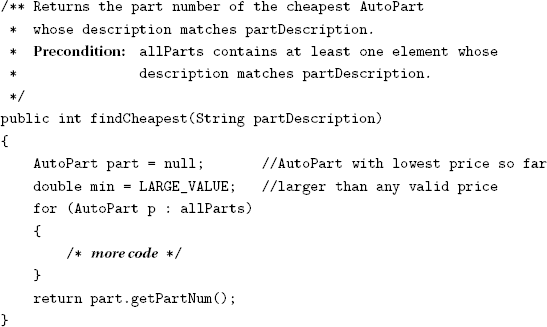 /** Returns the part number of the cheapest AutoPart
 *  whose description matches partDescription.
 *  Precondition:  allParts contains at least one element whose
 *                 description matches partDescription.
 */
public int findCheapest(String partDescription)
{
    AutoPart part = null;       //AutoPart with lowest price so far
    double min = LARGE_VALUE;   //larger than any valid price
    for (AutoPart p : allParts)
    {
        /* more code */
    }
    return part.getPartNum();
}